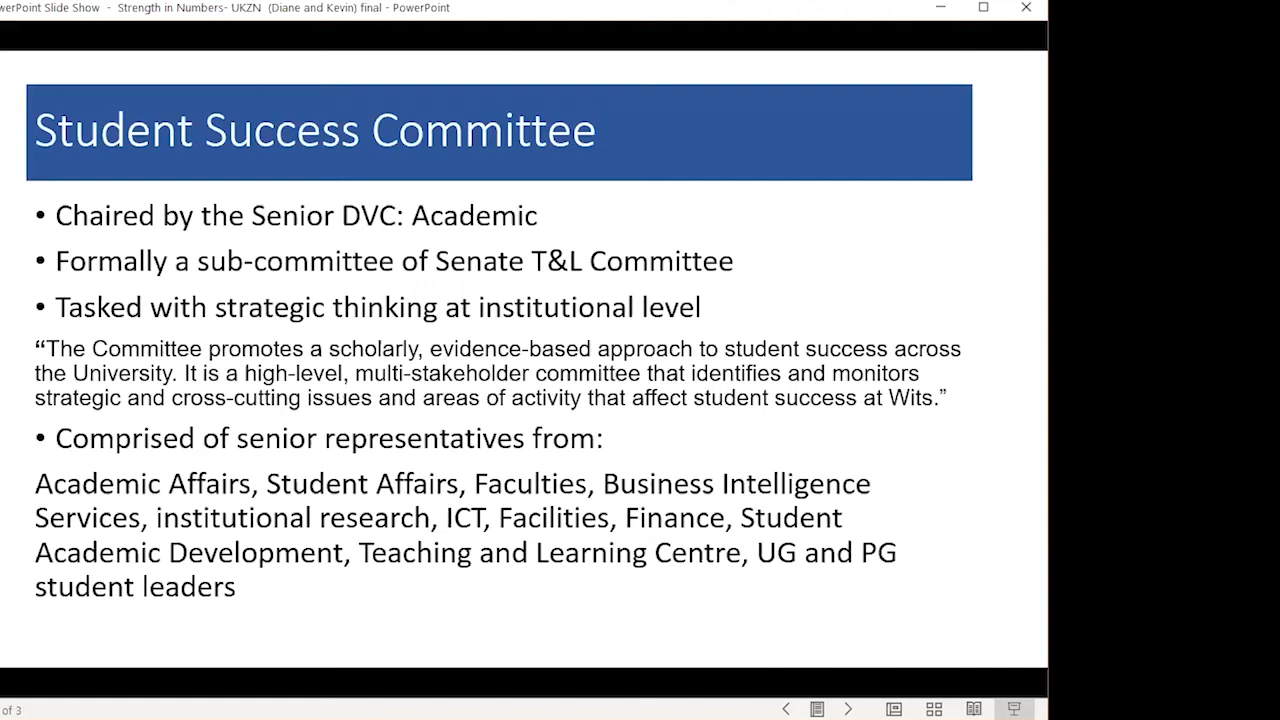 werPoint Slide Show - Strength in Numbers- UKZN (Diane and Kevin) final - PowerPoint
Student Success Committee
• Chaired by the Senior DVC: Academic
• Formally a sub-committee of Senate T&L Committee
• Tasked with strategic thinking at institutional level
“The Committee promotes a scholarly, evidence-based approach to student success across
the University. It is a high-level, multi-stakeholder committee that identifies and monitors
strategic and cross-cutting issues and areas of activity that affect student success at Wits.”
• Comprised of senior representatives from:
Academic Affairs, Student Affairs, Faculties, Business Intelligence
Services, institutional research, ICT, Facilities, Finance, Student
Academic Development, Teaching and Learning Centre, UG and PG
student leaders
of 3